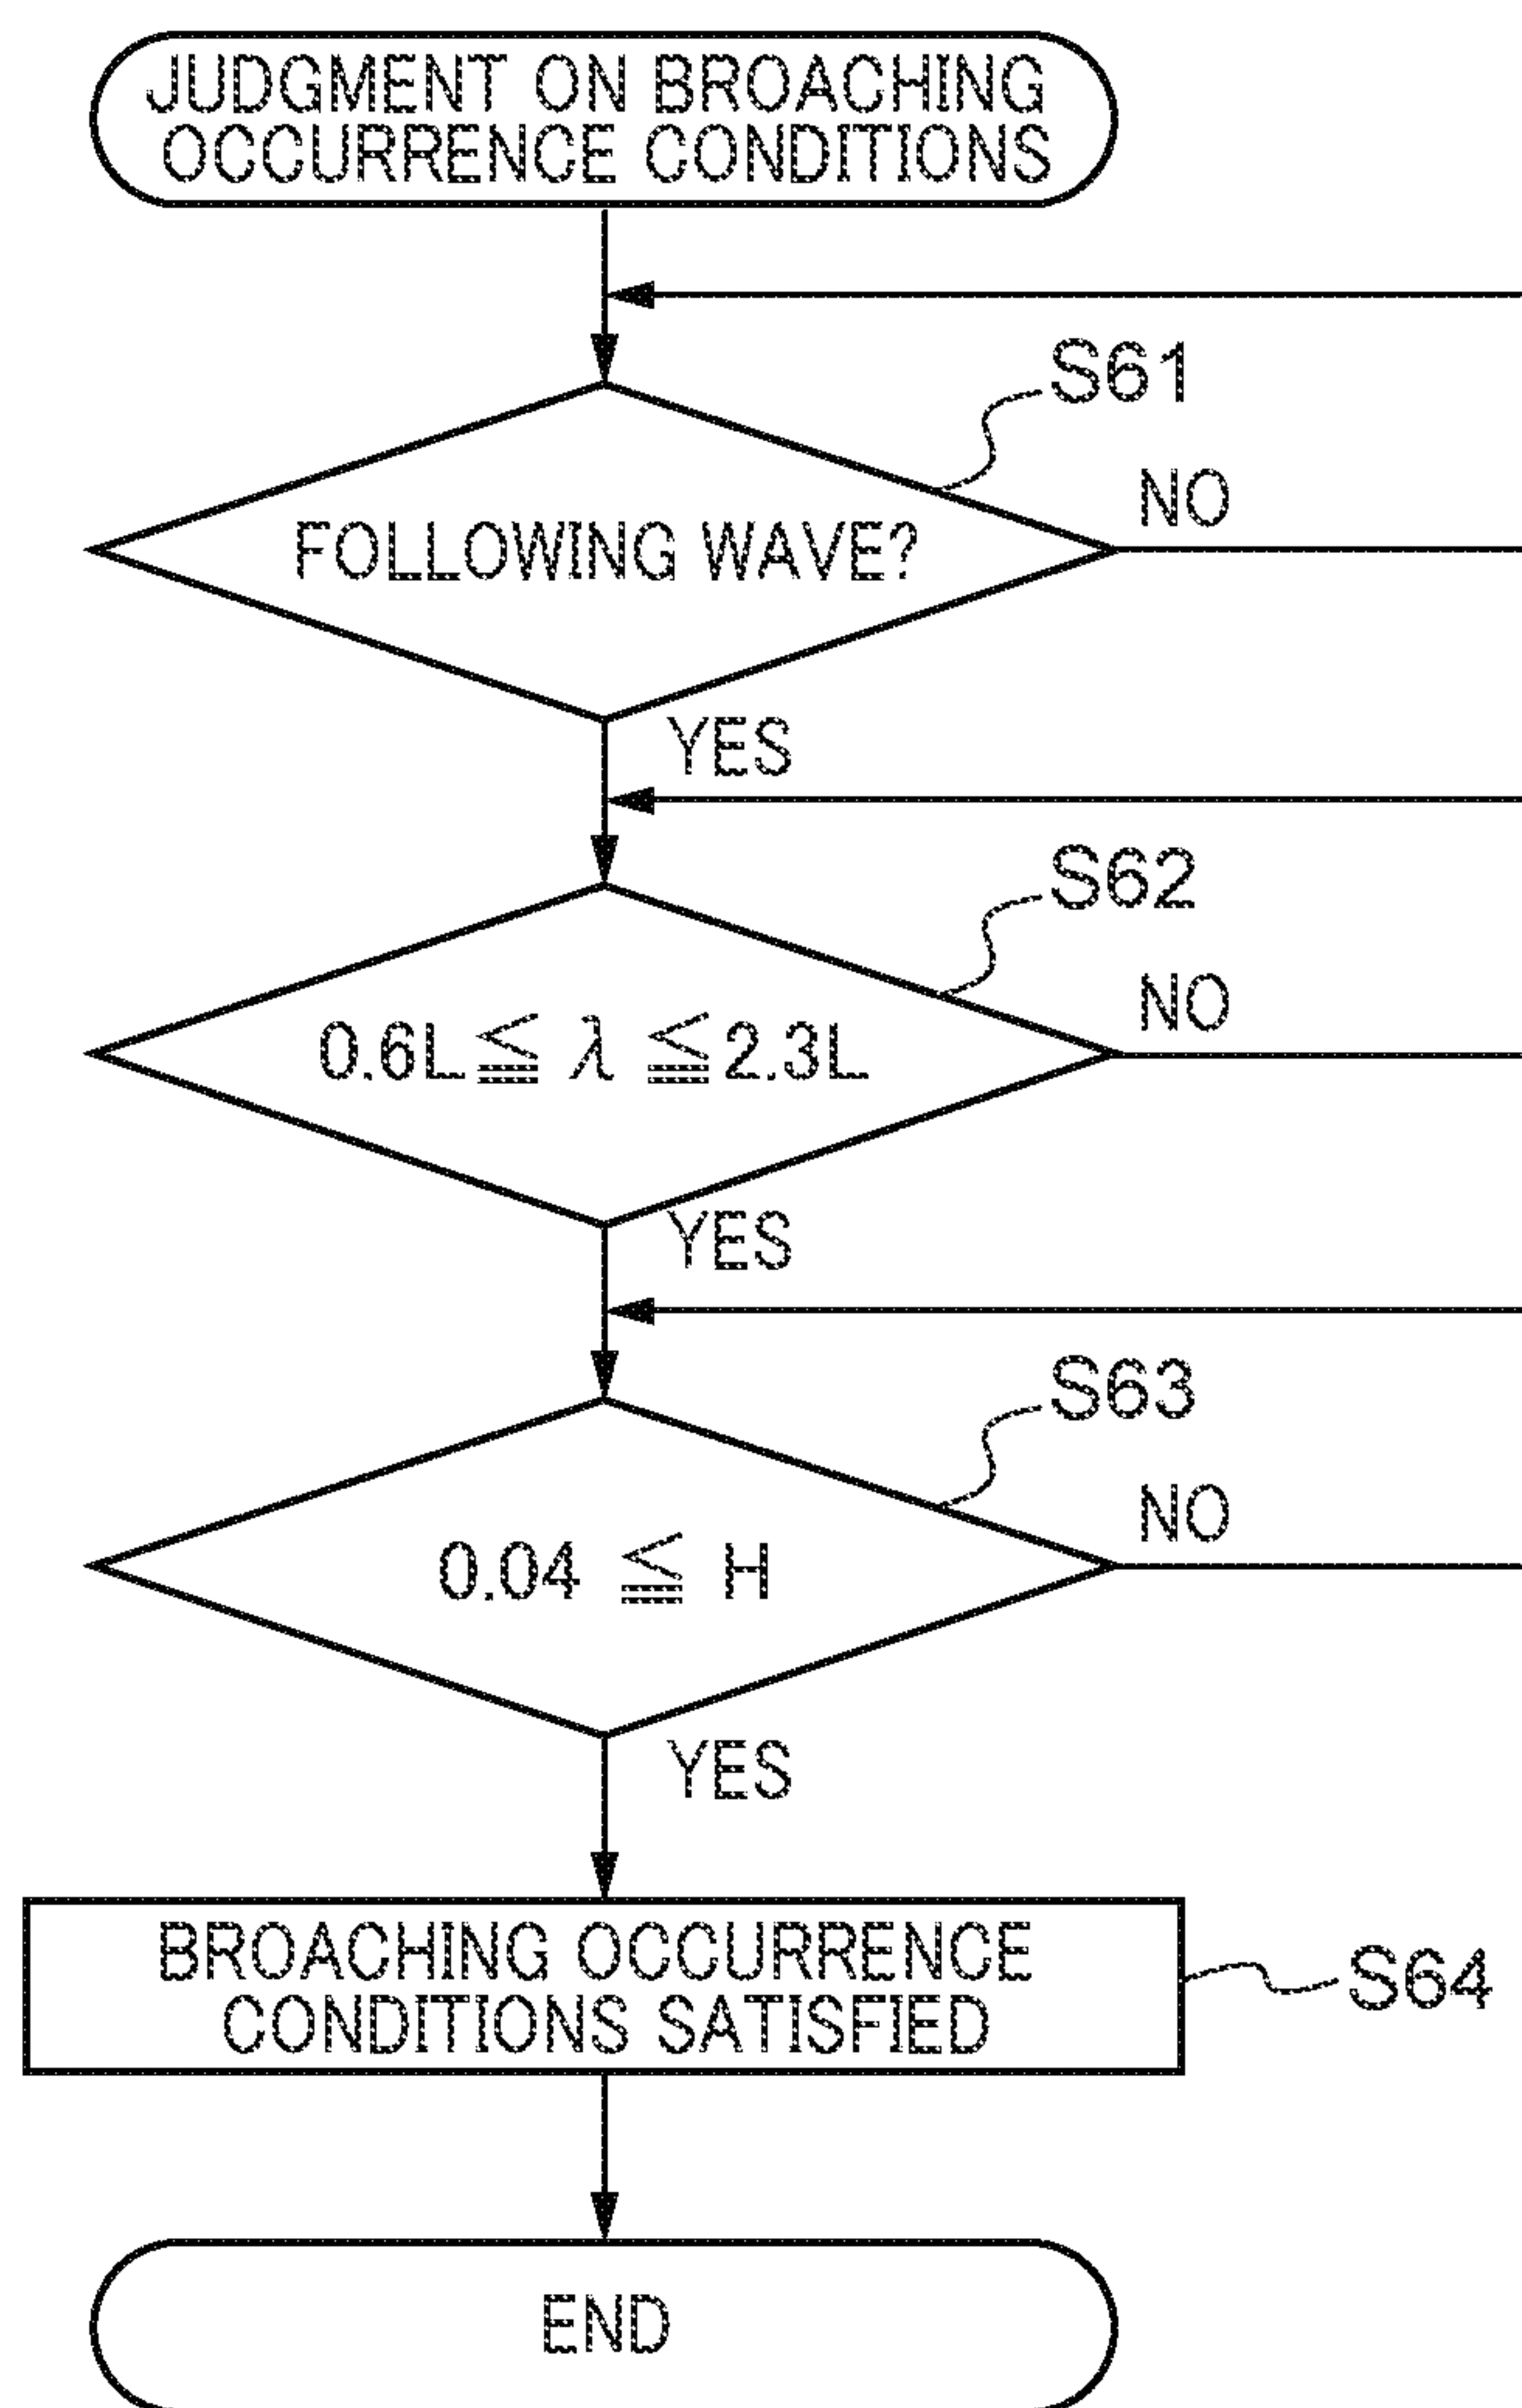 JUDGMENT ON BROACHING
OCCURRENCE CONDITIONS
S61
NO
FOLLOWING WAVE?
YES
S62
NO
0.6L ≦ λ ≦ 2.3L
YES
S63
NO
0.04 ≦ H
YES
BROACHING OCCURRENCE
CONDITIONS SATISFIED
S64
END